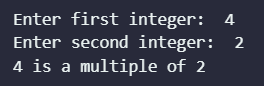 Enter first integer:  4
Enter second integer:  2
4 is a multiple of 2